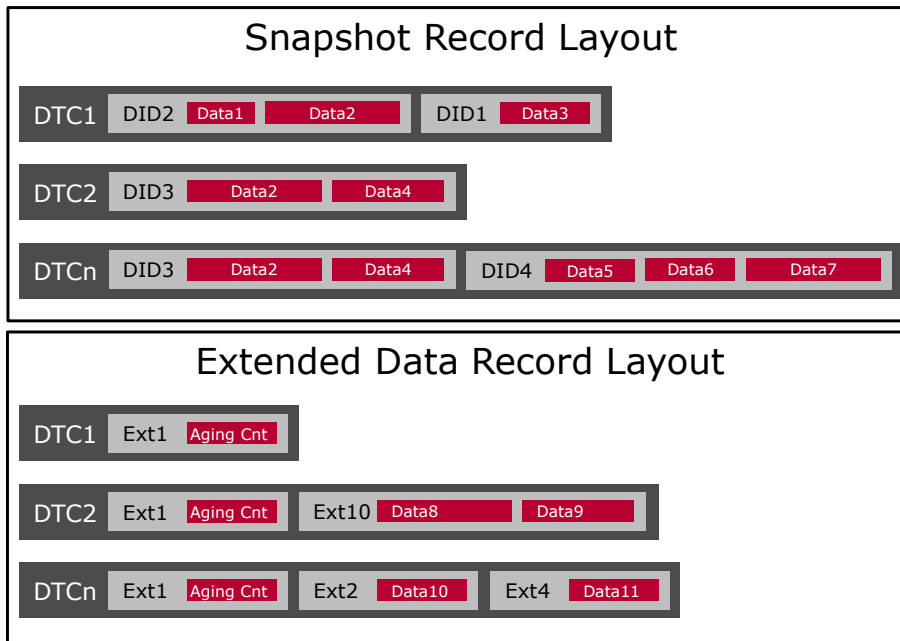 Snapshot Record Layout
DTC1 DID2 Data1 Data2 DID1 Data3
DTC2 DID3 Data2 Data4
DTCn DID3 Data2 Data4 DID4 Data5 Data6 Data7
Extended Data Record Layout
DTC1 Ext1 Aging Cnt
DTC2 Ext1 Aging Cnt Ext10 Data8 Data9
DTCn Ext1 Aging Cnt Ext2 Data10 Ext4 Data11